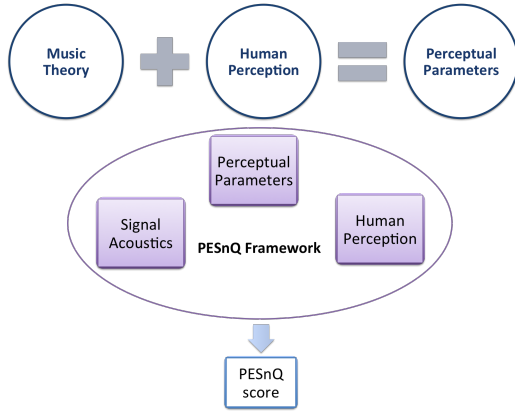 Music
Theory
Human
Perception
Perceptual
Parameters
Perceptual
Parameters
Signal
Acoustics
Human
Perception
PESnQ Framework
PESnQ
score